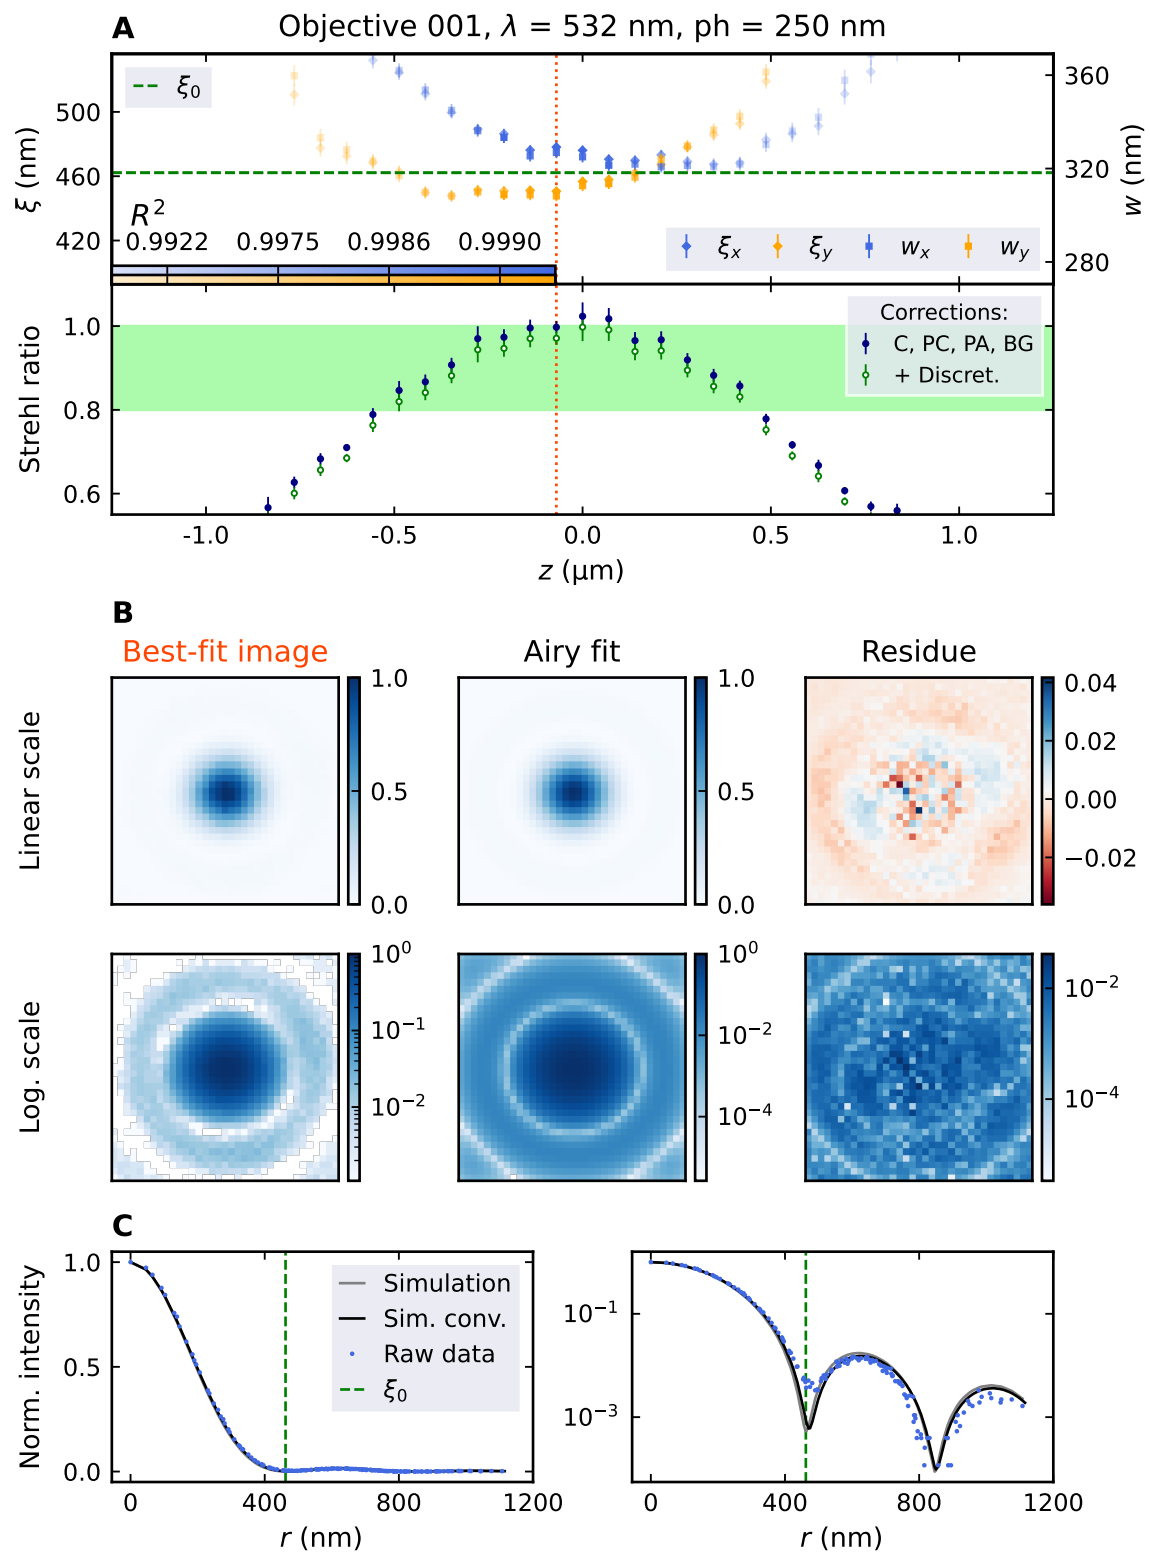 A
Objective 001, λ = 532 nm, ph = 250 nm
ξ₀
500
460
420
ξ (nm)
360
320
280
w (nm)
R²
0.9922 0.9975 0.9986 0.9990
ξₓ ξᵧ wₓ wᵧ
Corrections:
C, PC, PA, BG
+ Discret.
1.0
0.8
0.6
Strehl ratio
-1.0 -0.5 0.0 0.5 1.0
z (µm)
B
Best-fit image Airy fit Residue
Linear scale
1.0
0.5
0.0
1.0
0.5
0.0
0.04
0.02
0.00
−0.02
Log. scale
10⁰
10⁻¹
10⁻²
10⁰
10⁻²
10⁻⁴
10⁻²
10⁻⁴
C
Norm. intensity
1.0
0.5
0.0
Simulation
Sim. conv.
Raw data
ξ₀
0 400 800 1200
r (nm)
10⁻¹
10⁻³
0 400 800 1200
r (nm)